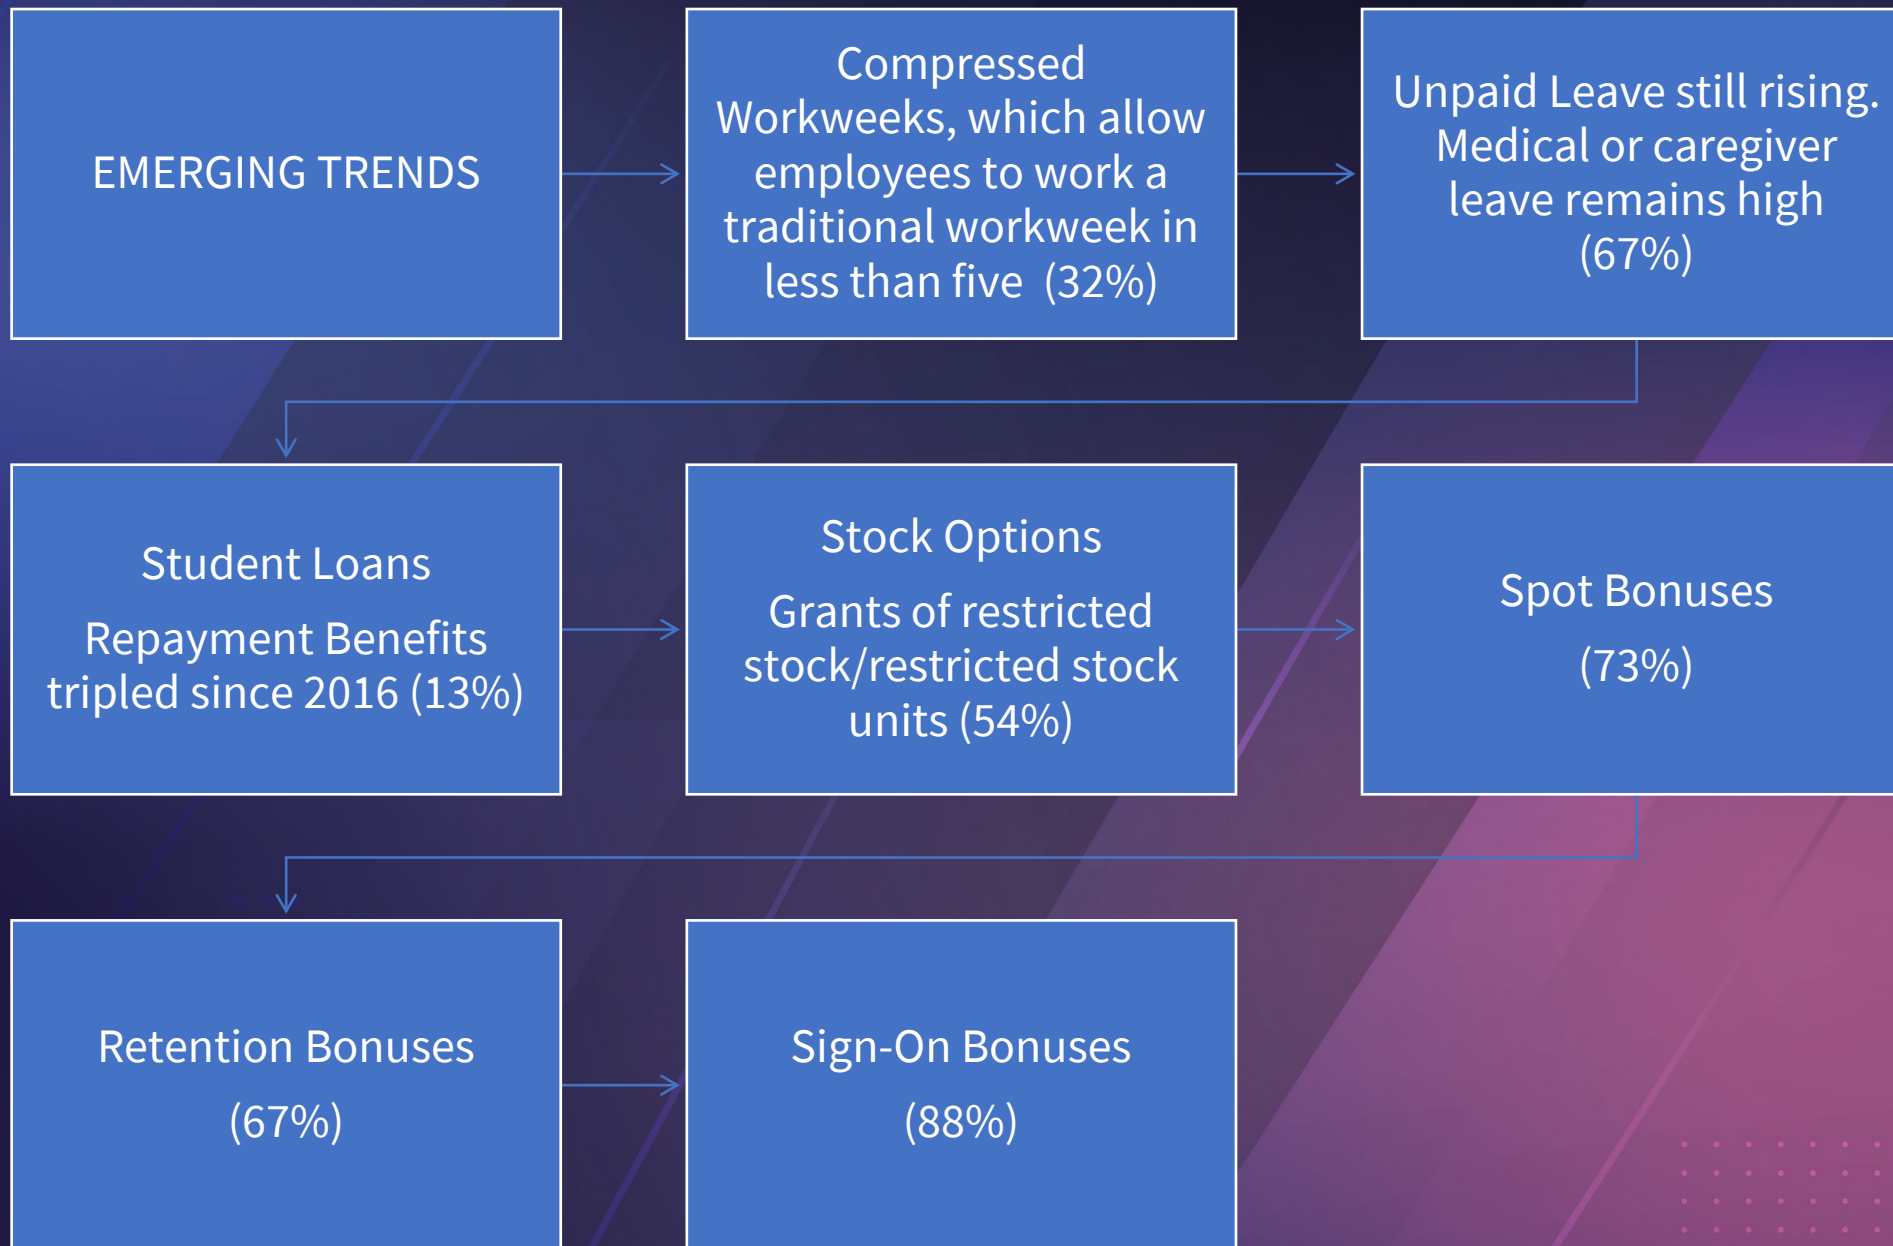 EMERGING TRENDS
Compressed
Workweeks, which allow
employees to work a
traditional workweek in
less than five (32%)
Unpaid Leave still rising.
Medical or caregiver
leave remains high
(67%)
Student Loans
Repayment Benefits
tripled since 2016 (13%)
Stock Options
Grants of restricted
stock/restricted stock
units (54%)
Spot Bonuses
(73%)
Retention Bonuses
(67%)
Sign-On Bonuses
(88%)